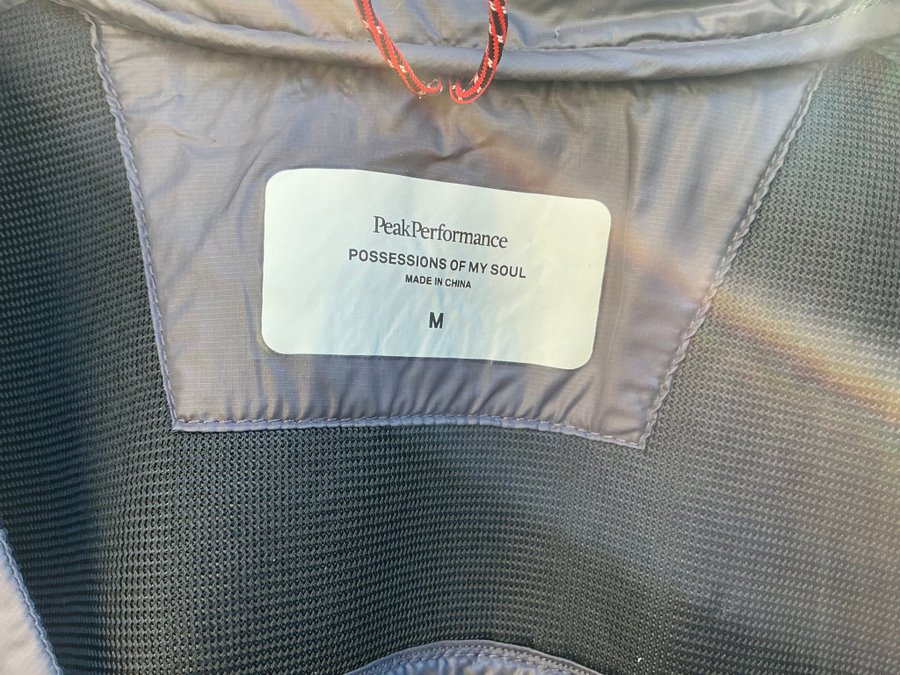 PeakPerformance
POSSESSIONS OF MY SOUL
MADE IN CHINA
M